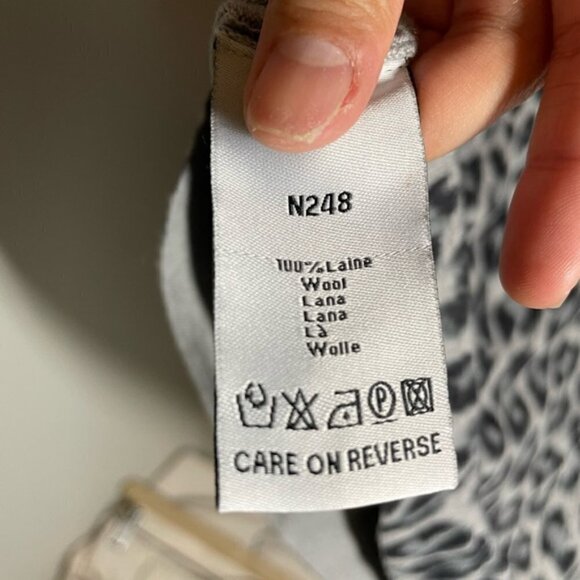 N248
100%Laine
Wool
Lana
Lana
Là
Wolle
P
CARE ON REVERSE